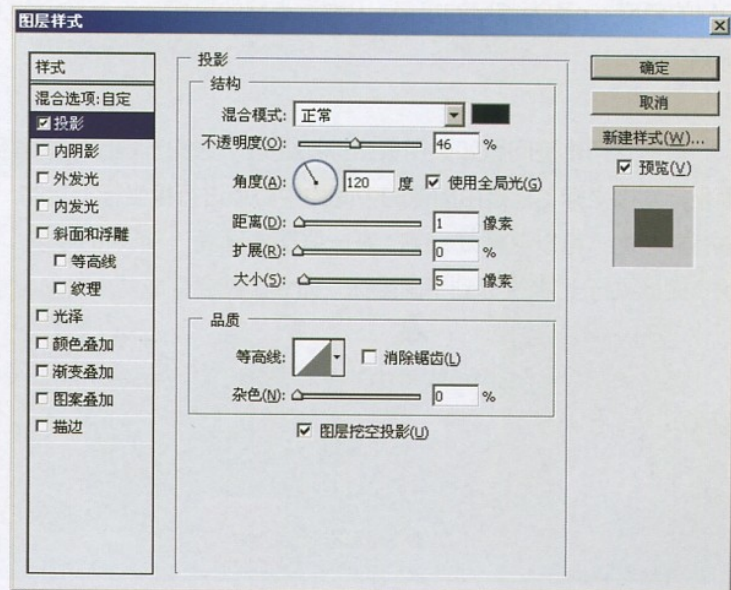 图层样式
样式
混合选项:自定
投影
内阴影
外发光
内发光
斜面和浮雕
等高线
纹理
光泽
颜色叠加
渐变叠加
图案叠加
描边
投影
结构
混合模式: 正常
不透明度(O): 46 %
角度(A): 120 度 使用全局光(G)
距离(D): 1 像素
扩展(R): 0 %
大小(S): 5 像素
品质
等高线: 消除锯齿(L)
杂色(N): 0 %
图层挖空投影(U)
确定
取消
新建样式(W)...
预览(V)